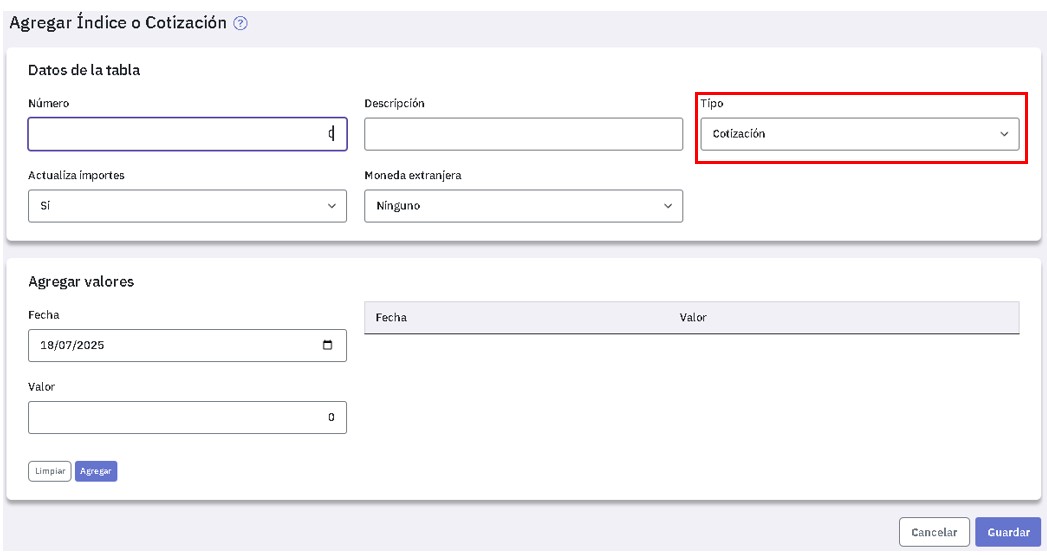 Agregar Índice o Cotización ?
Datos de la tabla
Número
Descripción
Tipo
0
Cotización
Actualiza importes
Moneda extranjera
Sí
Ninguno
Agregar valores
Fecha
18/07/2025
Valor
0
Fecha Valor
Limpiar Agregar
Cancelar Guardar